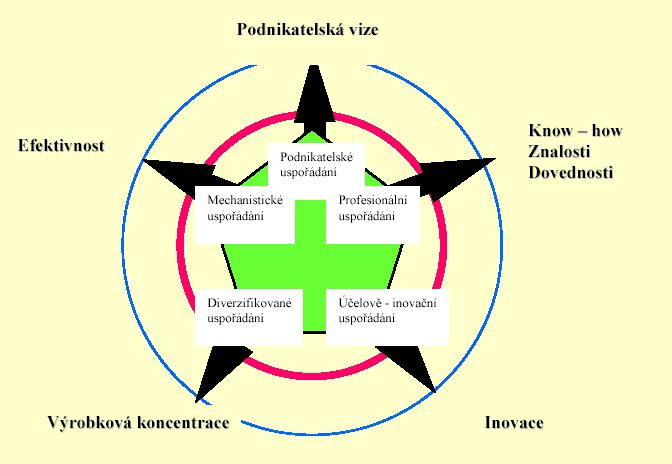 Podnikatelská vize
Efektivnost
Know – how
Znalosti
Dovednosti
Podnikatelské
uspořádání
Mechanistické
uspořádání
Profesionální
uspořádání
Diverzifikované
uspořádání
Účelově - inovační
uspořádání
Výrobková koncentrace
Inovace